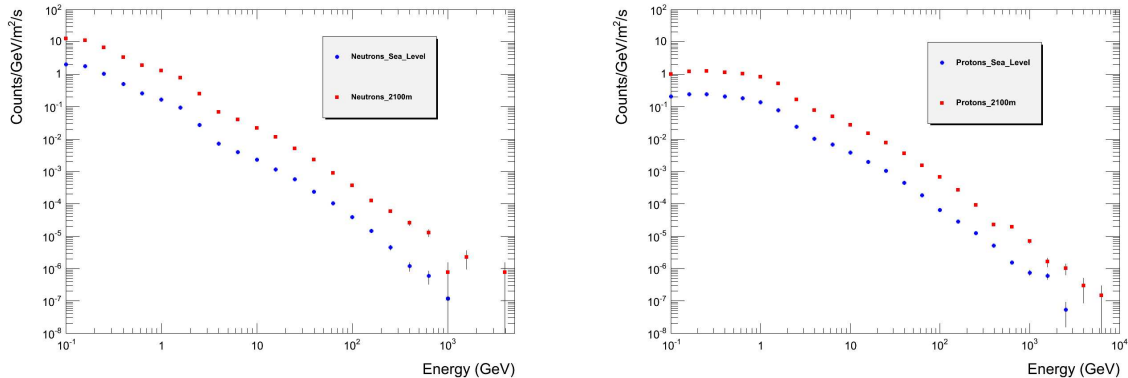 Counts/GeV/m²/s
10²
10
1
10⁻¹
10⁻²
10⁻³
10⁻⁴
10⁻⁵
10⁻⁶
10⁻⁷
10⁻⁸
Neutrons_Sea_Level
Neutrons_2100m
10⁻¹ 1 10 10² 10³
Energy (GeV)
Counts/GeV/m²/s
10²
10
1
10⁻¹
10⁻²
10⁻³
10⁻⁴
10⁻⁵
10⁻⁶
10⁻⁷
10⁻⁸
Protons_Sea_Level
Protons_2100m
10⁻¹ 1 10 10² 10³ 10⁴
Energy (GeV)